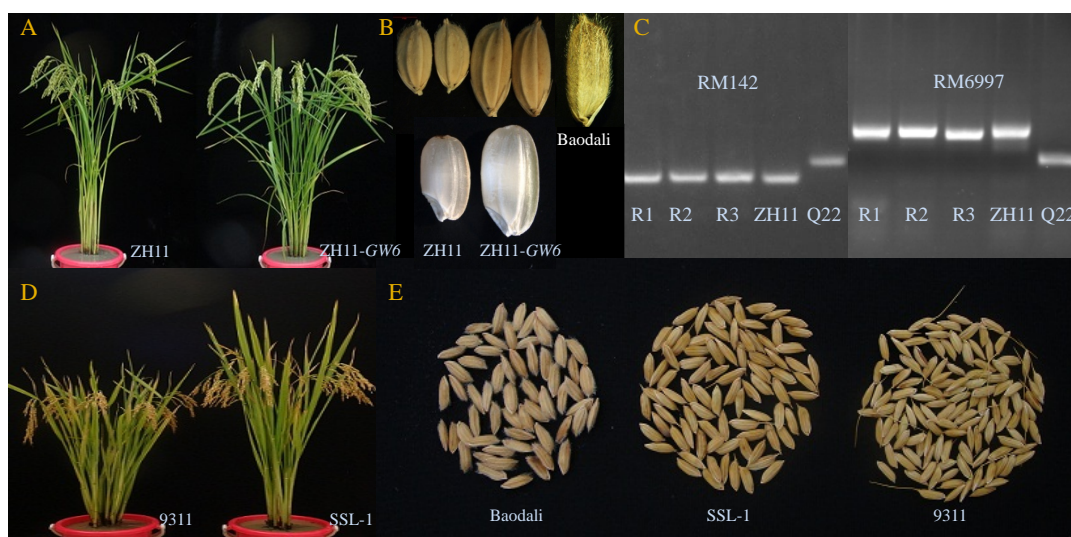 A
B
C
RM142
RM6997
Baodali
R1 R2 R3 ZH11 Q22
R1 R2 R3 ZH11 Q22
ZH11
ZH11-GW6
ZH11
ZH11-GW6
D
E
9311
SSL-1
Baodali
SSL-1
9311